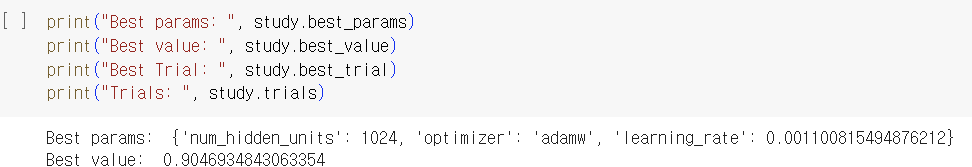 [ ] print("Best params: ", study.best_params)
print("Best value: ", study.best_value)
print("Best Trial: ", study.best_trial)
print("Trials: ", study.trials)
Best params:  {'num_hidden_units': 1024, 'optimizer': 'adamw', 'learning_rate': 0.001100815494876212}
Best value:  0.9046934843063354